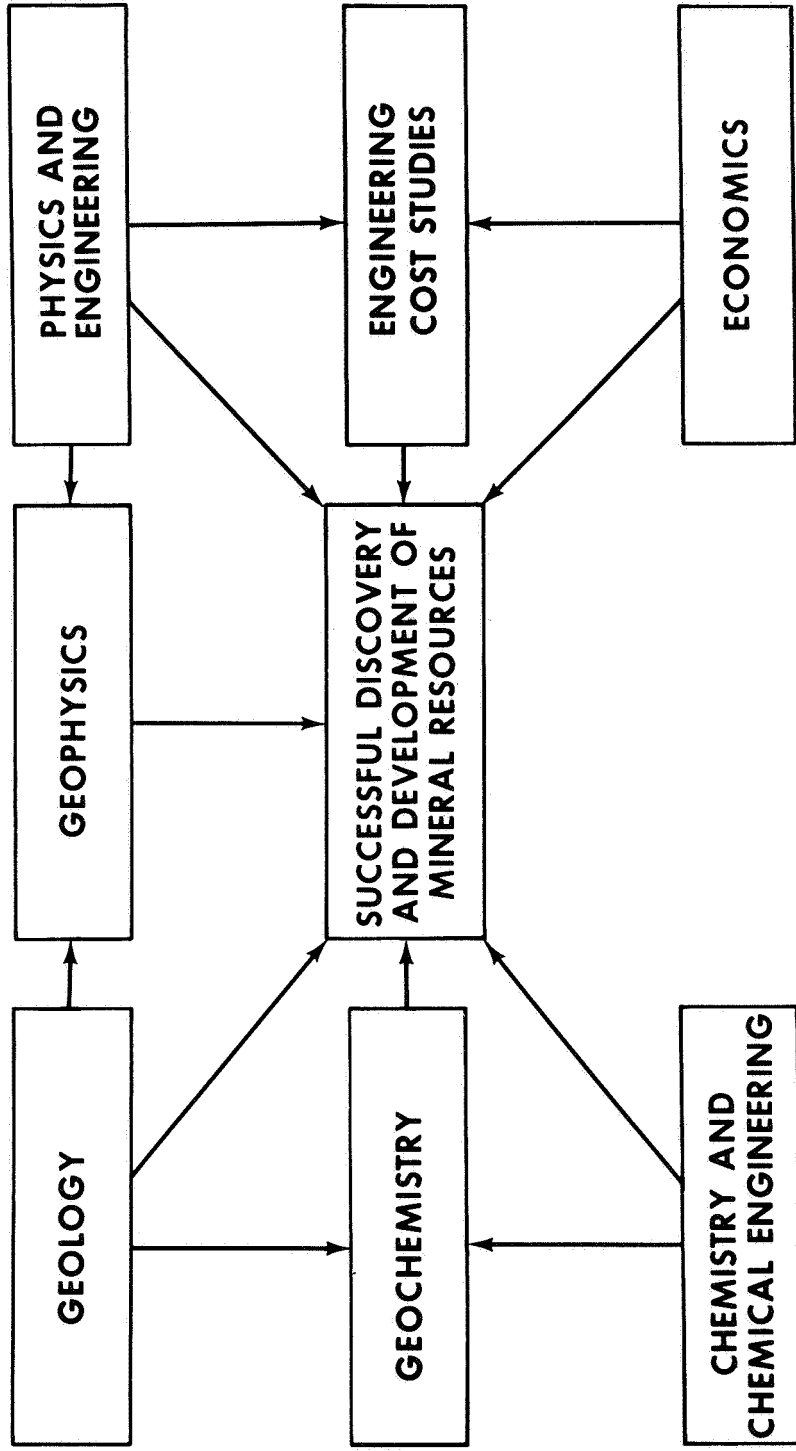 GEOLOGY
GEOPHYSICS
PHYSICS AND
ENGINEERING
GEOCHEMISTRY
SUCCESSFUL DISCOVERY
AND DEVELOPMENT OF
MINERAL RESOURCES
ENGINEERING
COST STUDIES
CHEMISTRY AND
CHEMICAL ENGINEERING
ECONOMICS